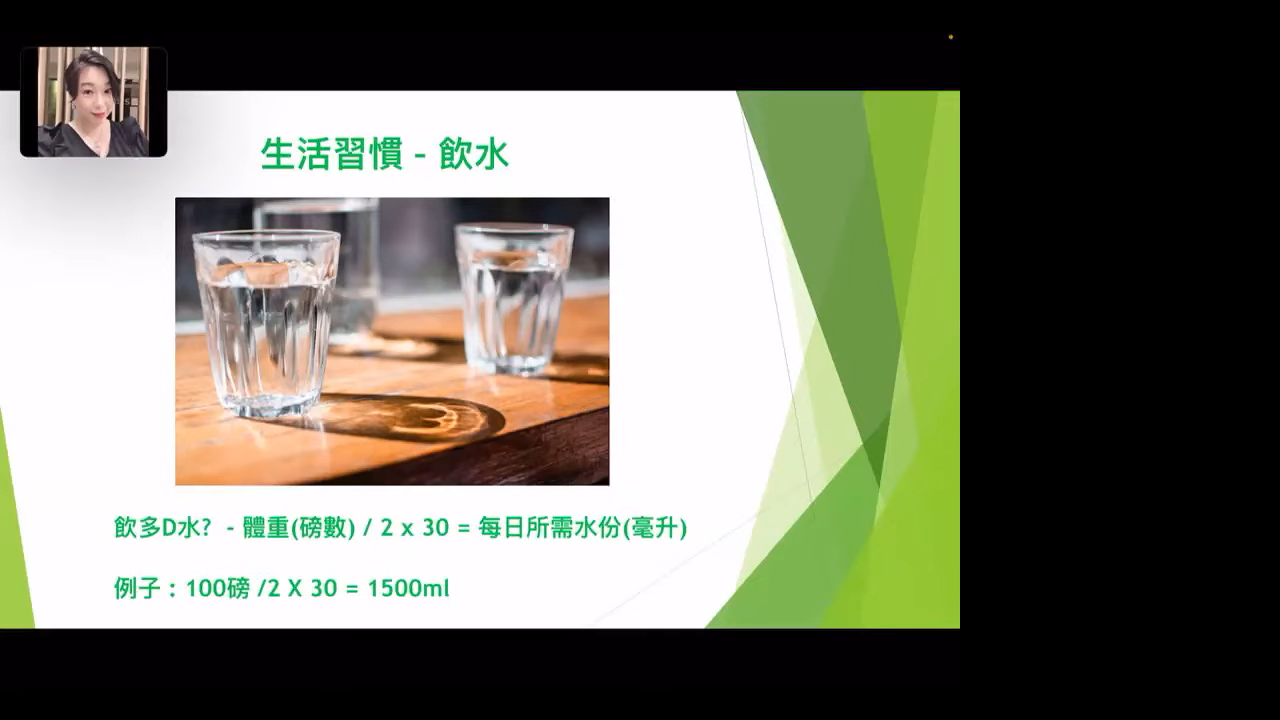 生活習慣 - 飲水
飲多D水?  - 體重(磅數) / 2 x 30 = 每日所需水份(毫升)
例子：100磅 /2 X 30 = 1500ml